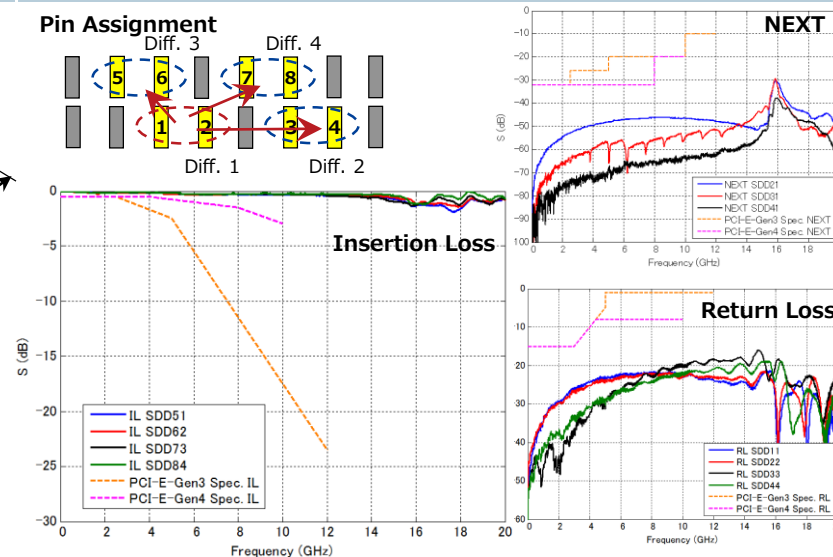 Pin Assignment
Diff. 3
Diff. 4
5
6
7
8
1
2
3
4
Diff. 1
Diff. 2
NEXT
0
-10
-20
-30
-40
-50
-60
-70
-80
-90
100
S (dB)
NEXT SDD21
NEXT SDD31
NEXT SDD41
PCI-E-Gen3 Spec. NEXT
PCI-E-Gen4 Spec. NEXT
0 2 4 6 8 10 12 14 16 18 20
Frequency (GHz)
Insertion Loss
0
-5
-10
-15
-20
-25
-30
S (dB)
IL SDD51
IL SDD62
IL SDD73
IL SDD84
PCI-E-Gen3 Spec. IL
PCI-E-Gen4 Spec. IL
0 2 4 6 8 10 12 14 16 18 20
Frequency (GHz)
Return Loss
0
-10
20
30
40
50
60
S (dB)
RL SDD11
RL SDD22
RL SDD33
RL SDD44
PCI-E-Gen3 Spec. RL
PCI-E-Gen4 Spec. RL
0 2 4 6 8 10 12 14 16 18
Frequency (GHz)